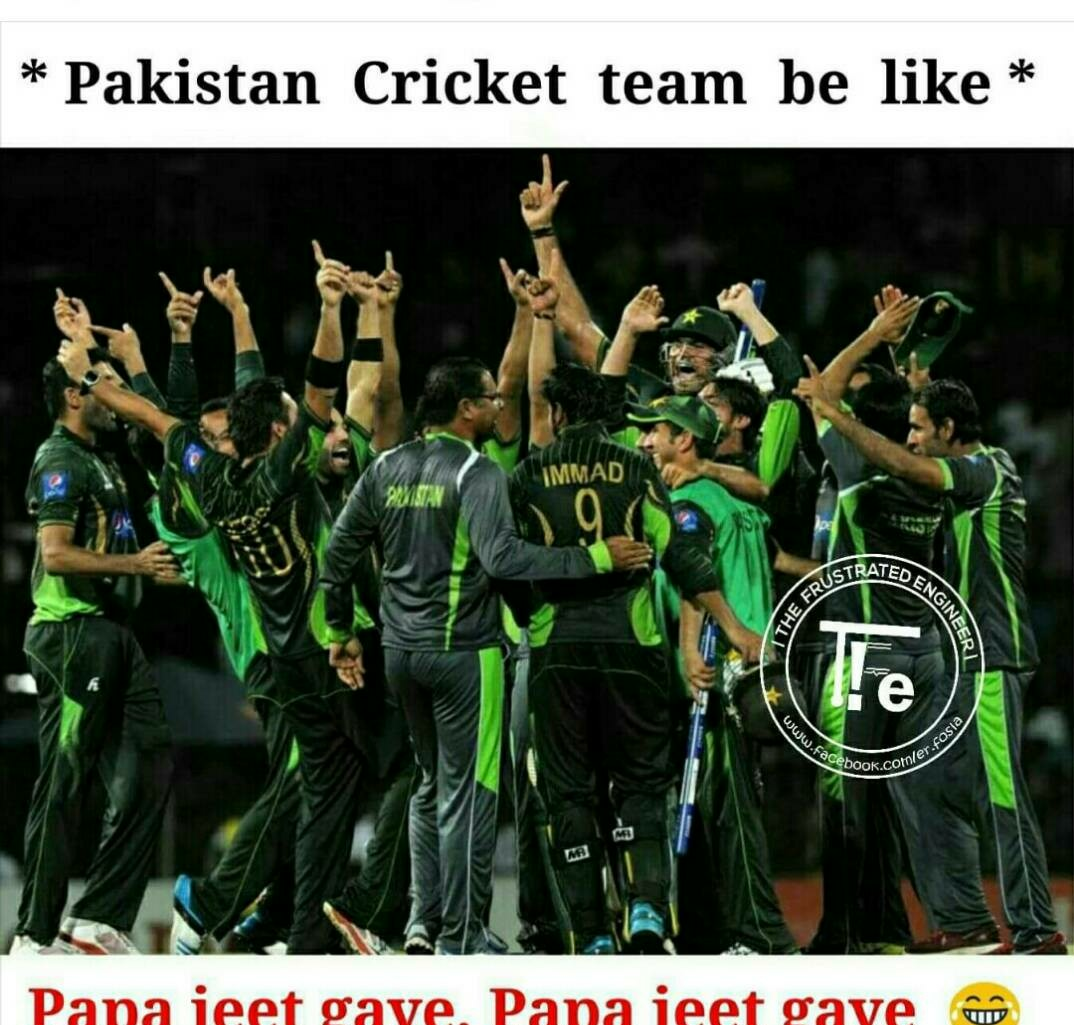 * Pakistan Cricket team be like *
PAKISTAN
IMMAD
9
THE FRUSTRATED ENGINEER
T!e
www.facebook.com/er.fosla
Papa jeet gaye, Papa jeet gaye 😂